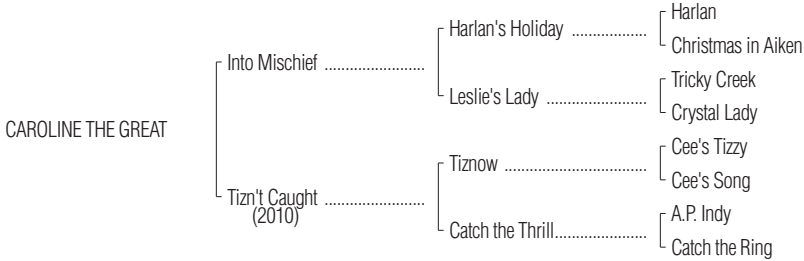 Harlan
Harlan's Holiday ....................
Christmas in Aiken
Into Mischief ...........................
Tricky Creek
Leslie's Lady .............................
Crystal Lady
CAROLINE THE GREAT
Cee's Tizzy
Tiznow .......................................
Cee's Song
Tizn't Caught ...........................
(2010)
A.P. Indy
Catch the Thrill.........................
Catch the Ring